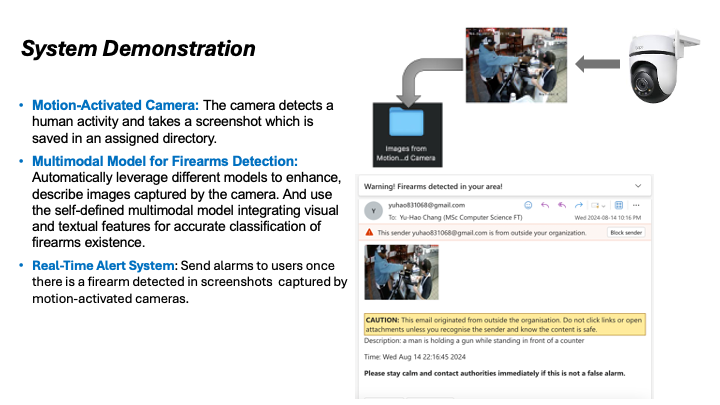 System Demonstration
• Motion-Activated Camera: The camera detects a
human activity and takes a screenshot which is
saved in an assigned directory.
• Multimodal Model for Firearms Detection:
Automatically leverage different models to enhance,
describe images captured by the camera. And use
the self-defined multimodal model integrating visual
and textual features for accurate classification of
firearms existence.
• Real-Time Alert System: Send alarms to users once
there is a firearm detected in screenshots captured by
motion-activated cameras.
Images from
Motion...d Camera
Warning! Firearms detected in your area!
Y
yuhao831068@gmail.com
To: Yu-Hao Chang (MSc Computer Science FT)
Wed 2024-08-14 10:16 PM
This sender yuhao831068@gmail.com is from outside your organization.
Block sender
CAUTION: This email originated from outside the organisation. Do not click links or open
attachments unless you recognise the sender and know the content is safe.
Description: a man is holding a gun while standing in front of a counter
Time: Wed Aug 14 22:16:45 2024
Please stay calm and contact authorities immediately if this is not a false alarm.